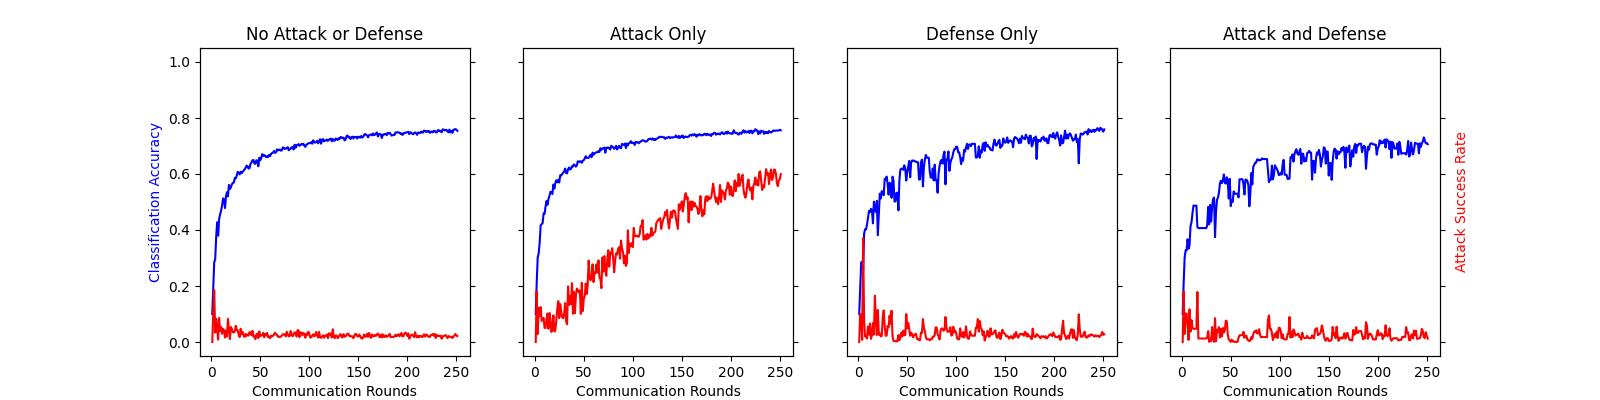 No Attack or Defense
Attack Only
Defense Only
Attack and Defense
Classification Accuracy
1.0
0.8
0.6
0.4
0.2
0.0
Attack Success Rate
0 50 100 150 200 250
0 50 100 150 200 250
0 50 100 150 200 250
0 50 100 150 200 250
Communication Rounds
Communication Rounds
Communication Rounds
Communication Rounds